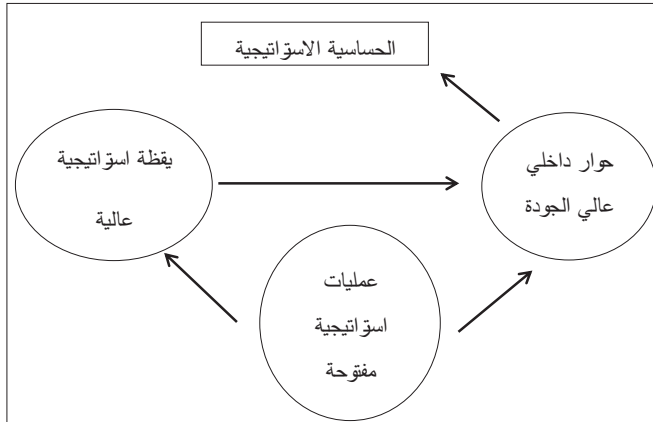 الحساسية الاستراتيجية
حوار داخلي
عالي الجودة
يقظة استراتيجية
عالية
عمليات
استراتيجية
مفتوحة